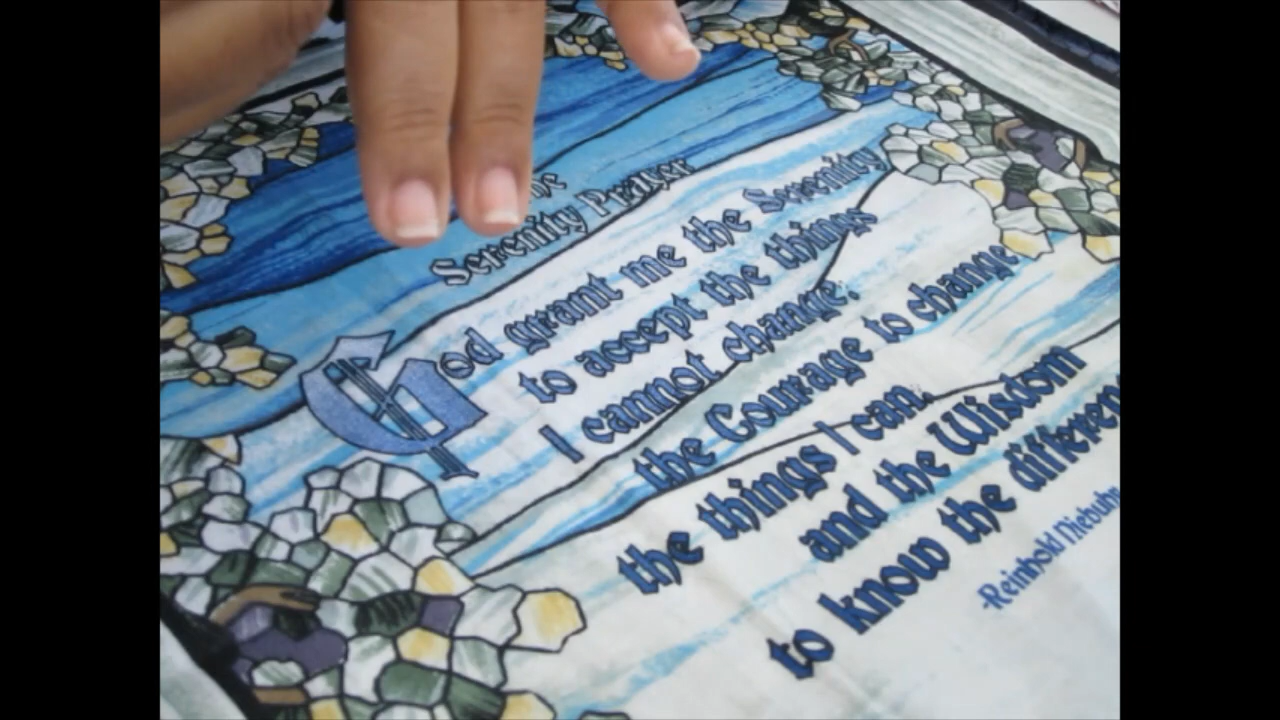 The
Serenity Prayer
God grant me the Serenity
to accept the things
I cannot change.
the Courage to change
the things I can.
and the Wisdom
to know the differen
-Reinhold Niebuhr